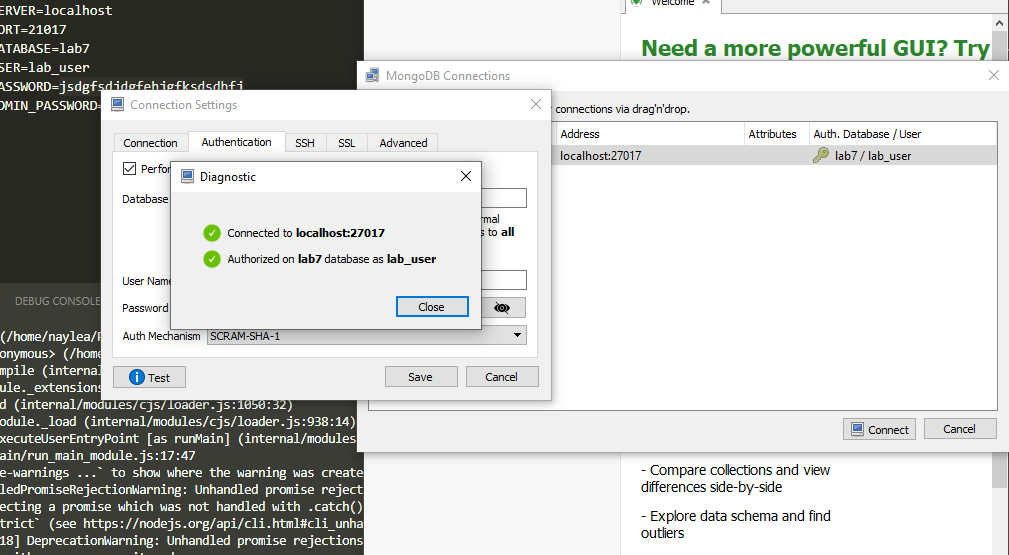 ERVER=localhost
ORT=21017
ATABASE=lab7
SER=lab_user
ASSWORD=jsdgfsdjdgfehjgfksdsdhfj
DMIN_PASSWORD=
Welcome
Need a more powerful GUI? Try
MongoDB Connections
connections via drag'n'drop.
Address
Attributes
Auth. Database / User
localhost:27017
lab7 / lab_user
Connect
Cancel
Connection Settings
Connection
Authentication
SSH
SSL
Advanced
Perfor
Database
rmal
s to all
User Name
Password
Auth Mechanism
SCRAM-SHA-1
Test
Save
Cancel
Diagnostic
Connected to localhost:27017
Authorized on lab7 database as lab_user
Close
DEBUG CONSOLE
(/home/naylea/P
onymous> (/home
mpile (internal
ule._extensions
d (internal/modules/cjs/loader.js:1050:32)
odule._load (internal/modules/cjs/loader.js:938:14)
xecuteUserEntryPoint [as runMain] (internal/modules
ain/run_main_module.js:17:47
e-warnings ...` to show where the warning was create
ledPromiseRejectionWarning: Unhandled promise reject
ecting a promise which was not handled with .catch()
trict` (see https://nodejs.org/api/cli.html#cli_unha
18] DeprecationWarning: Unhandled promise rejections
- Compare collections and view
differences side-by-side
- Explore data schema and find
outliers